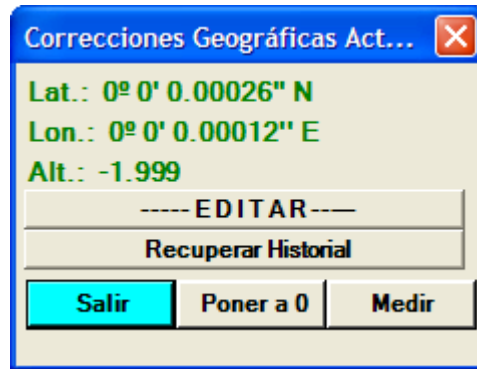 Correcciones Geográficas Act...
Lat.: 0º 0' 0.00026'' N
Lon.: 0º 0' 0.00012'' E
Alt.: -1.999
-----EDITAR-----
Recuperar Historial
Salir Poner a 0 Medir